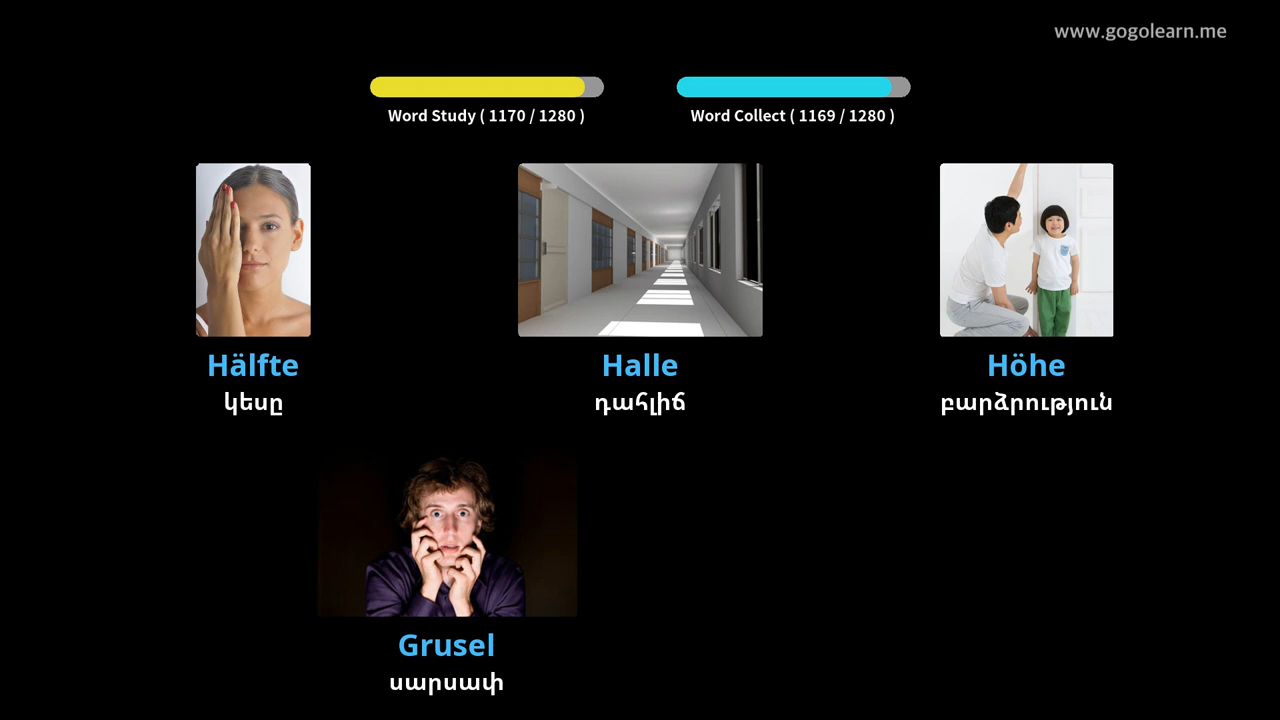 www.gogolearn.me
Word Study ( 1170 / 1280 )
Word Collect ( 1169 / 1280 )
Hälfte
կեսը
Halle
դահլիճ
Höhe
բարձրություն
Grusel
սարսափ